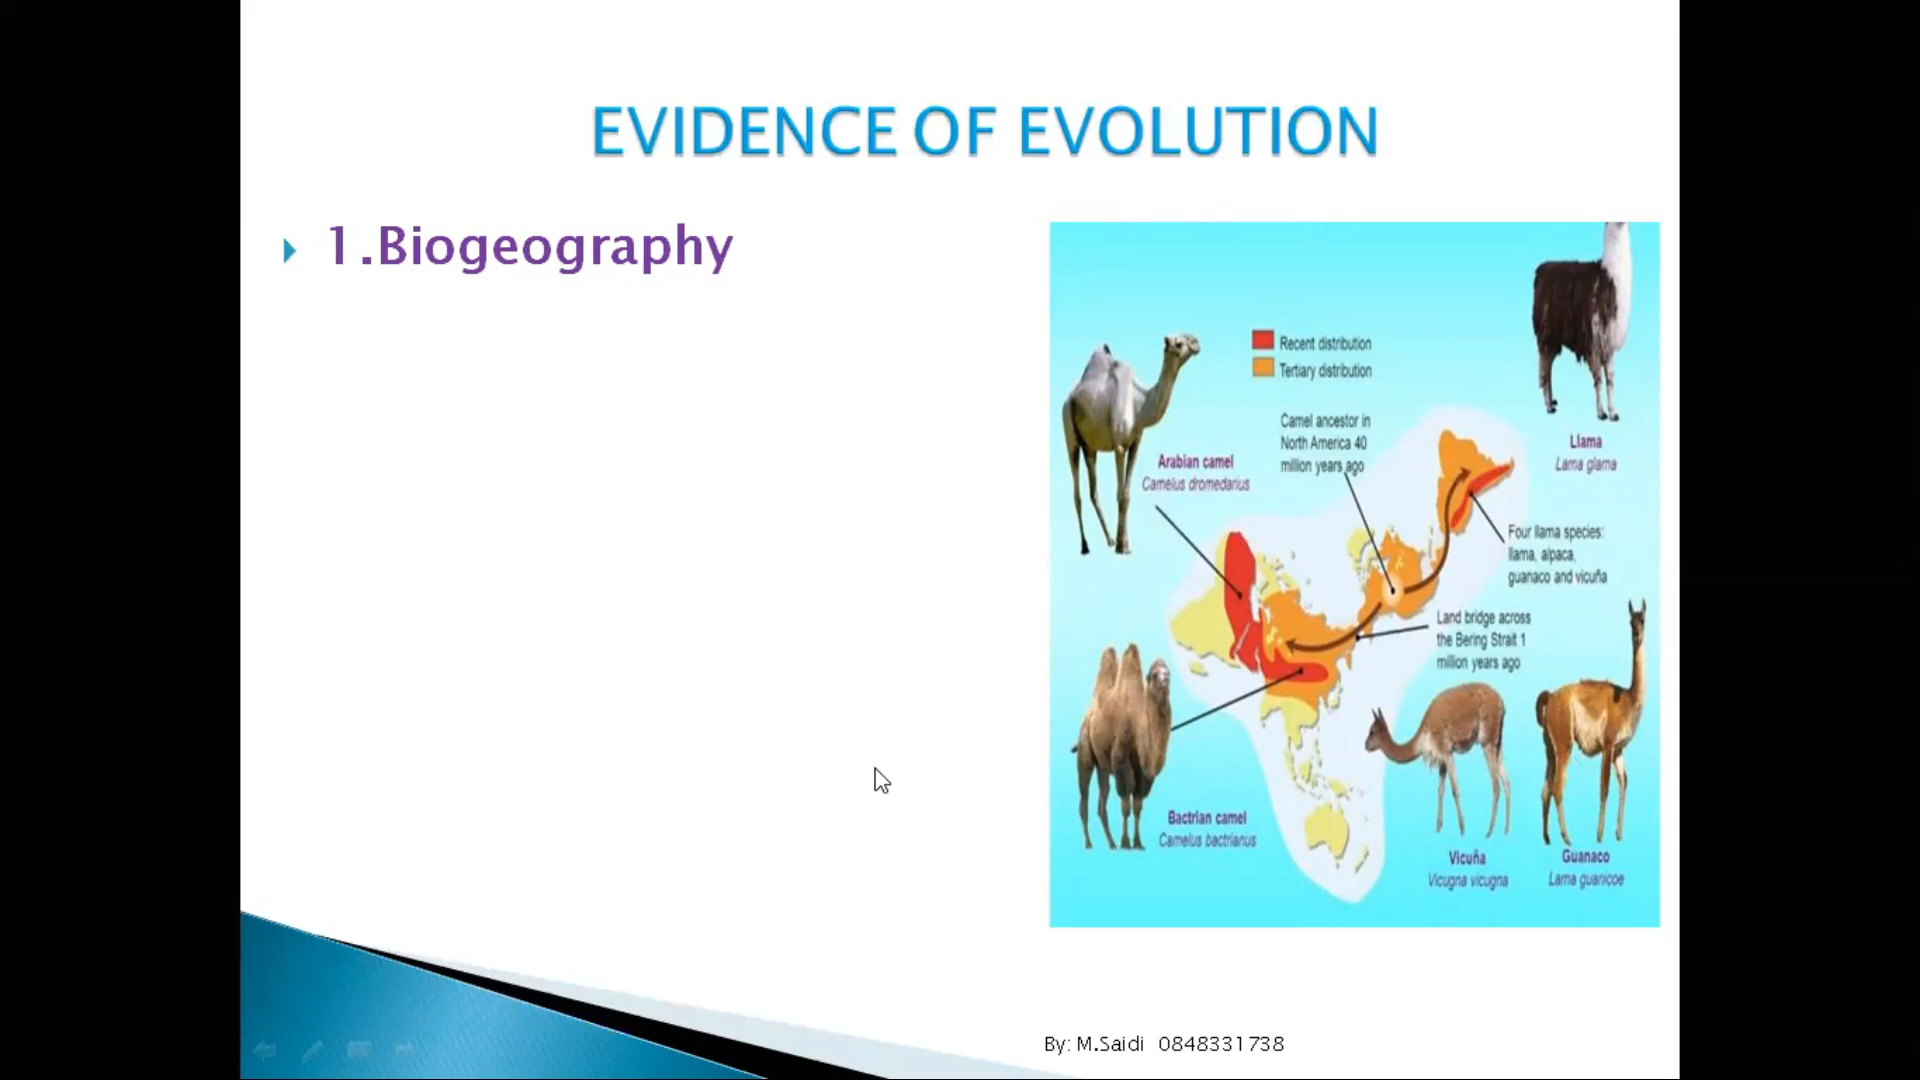 EVIDENCE OF EVOLUTION
1.Biogeography
Recent distribution
Tertiary distribution
Camel ancestor in
North America 40
million years ago
Llama
Lama glama
Arabian camel
Camelus dromedarius
Four llama species:
llama, alpaca,
guanaco and vicuña
Land bridge across
the Bering Strait 1
million years ago
Bactrian camel
Camelus bactrianus
Vicuña
Vicugna vicugna
Guanaco
Lama guanicoe
By: M.Saidi 0848331738